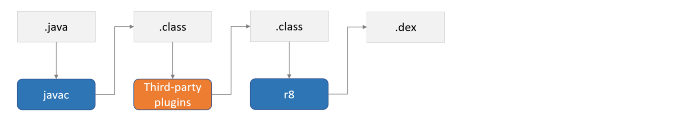 .java
.class
.class
.dex
javac
Third-party
plugins
r8